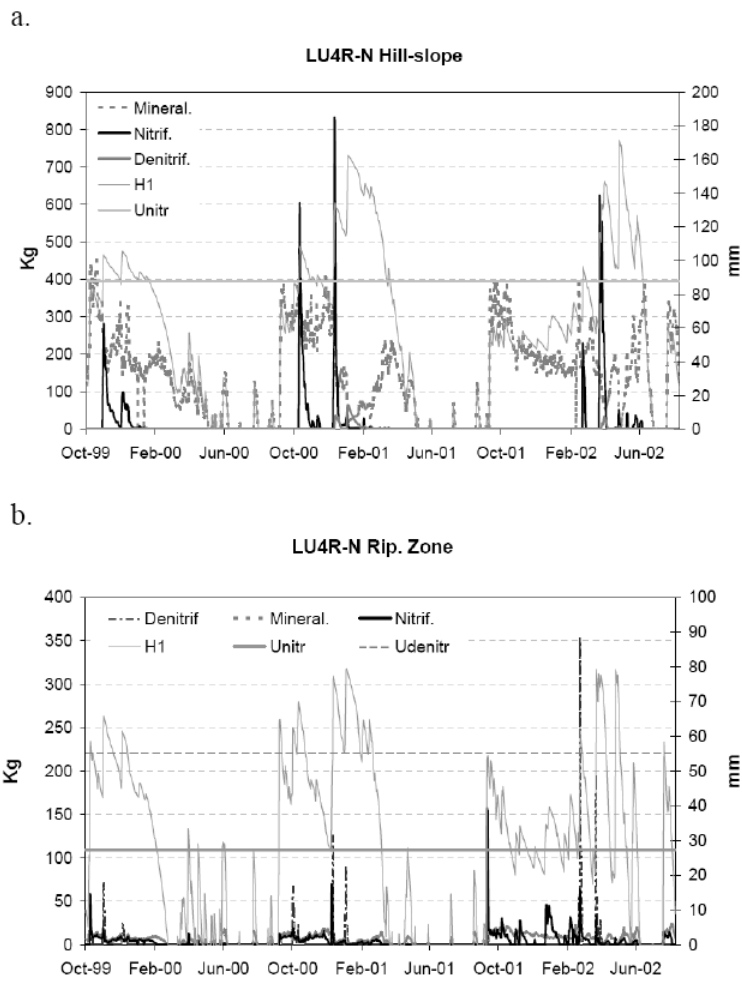 a.
LU4R-N Hill-slope
900 200
800 180
700 160
600 140
500 120
400 100
300 80
200 60
100 40
0 20
0
Mineral.
Nitrif.
Denitrif.
H1
Unitr
Kg
mm
Oct-99 Feb-00 Jun-00 Oct-00 Feb-01 Jun-01 Oct-01 Feb-02 Jun-02
b.
LU4R-N Rip. Zone
400 100
350 90
300 80
250 70
200 60
150 50
100 40
50 30
0 20
10
0
Denitrif Mineral. Nitrif.
H1 Unitr Udenitr
Kg
mm
Oct-99 Feb-00 Jun-00 Oct-00 Feb-01 Jun-01 Oct-01 Feb-02 Jun-02